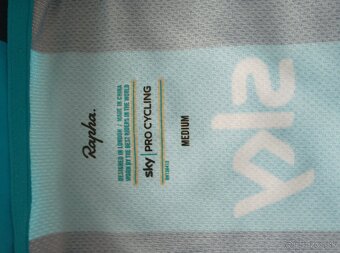 Rapha.
DESIGNED IN LONDON / MADE IN CHINA
WORN BY THE BEST RIDERS IN THE WORLD
sky PRO CYCLING
MEDIUM
sky